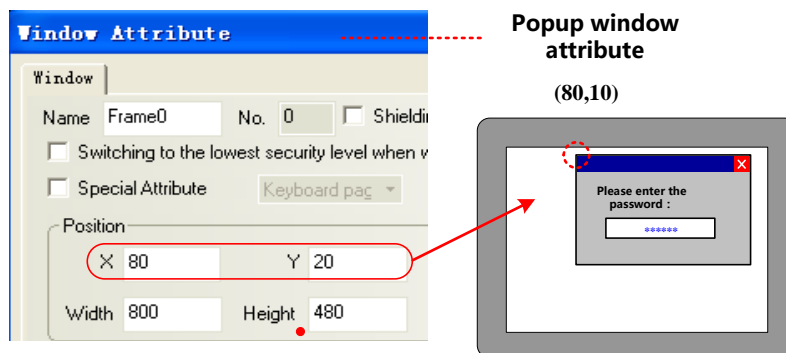 Window Attribute
Window
Name Frame0 No. 0 Shieldi
Switching to the lowest security level when w
Special Attribute Keyboard pag
Position
X 80 Y 20
Width 800 Height 480
Popup window
attribute
(80,10)
Please enter the
password :
******